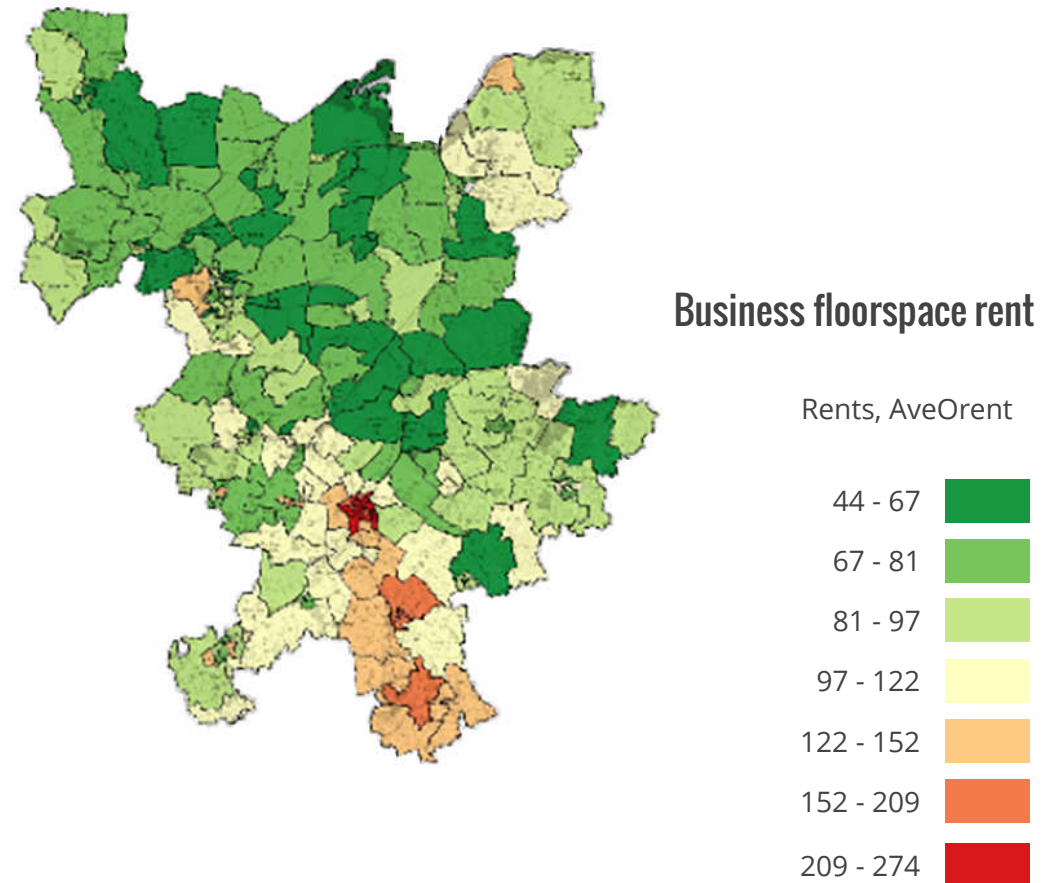 Business floorspace rent
Rents, AveOrent
44 - 67
67 - 81
81 - 97
97 - 122
122 - 152
152 - 209
209 - 274